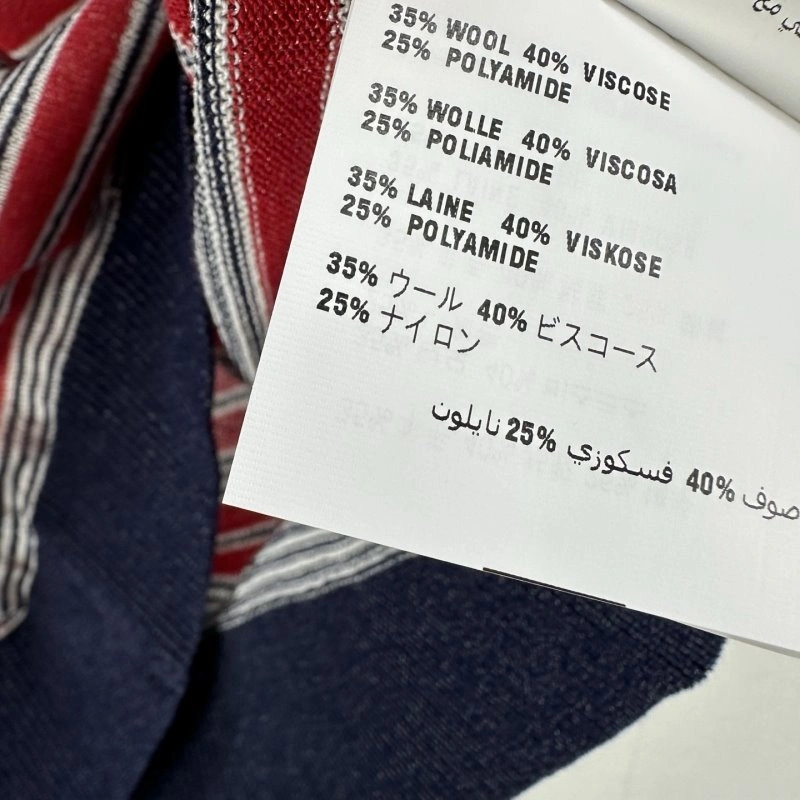 35% WOOL 40% VISCOSE
25% POLYAMIDE
35% WOLLE 40% VISCOSA
25% POLIAMIDE
35% LAINE 40% VISKOSE
25% POLYAMIDE
35% ウール 40% ビスコース
25% ナイロン
صوف 40% فسكوزي 25% نايلون